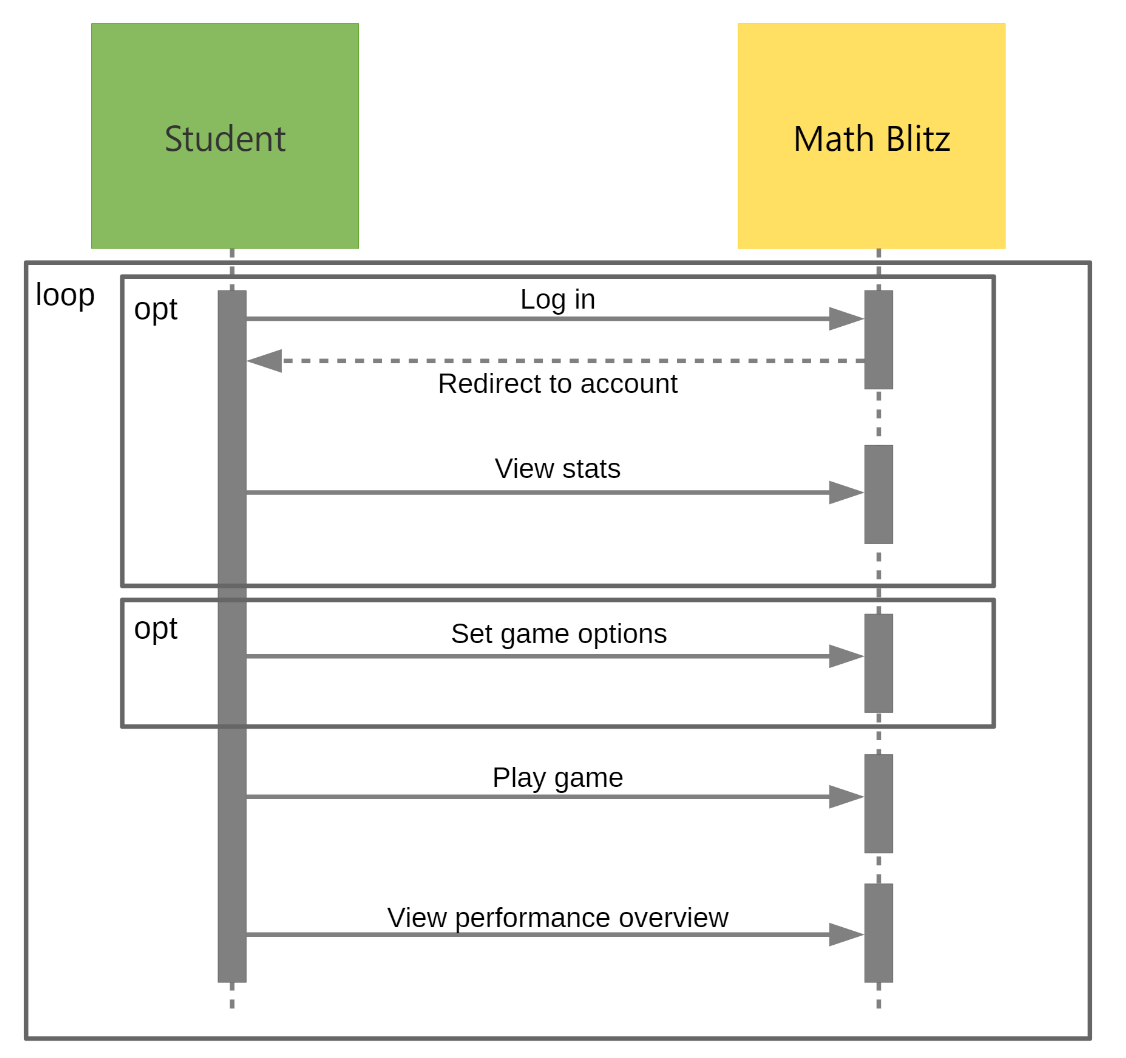 Student
Math Blitz
loop
opt
Log in
Redirect to account
View stats
opt
Set game options
Play game
View performance overview